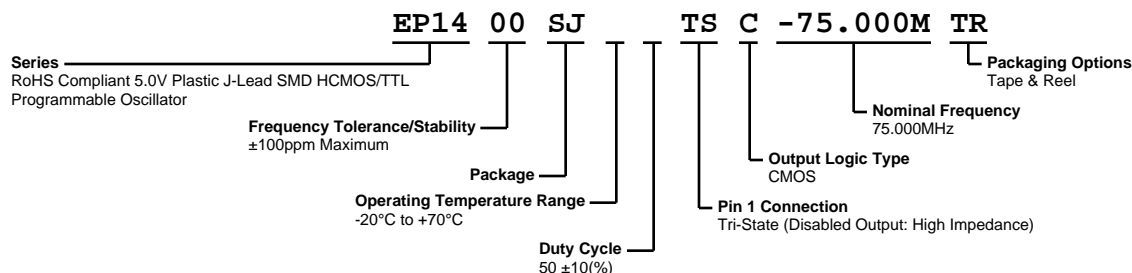 EP14 00 SJ TS C -75.000M TR
Series
RoHS Compliant 5.0V Plastic J-Lead SMD HCMOS/TTL
Programmable Oscillator
Packaging Options
Tape & Reel
Frequency Tolerance/Stability
±100ppm Maximum
Nominal Frequency
75.000MHz
Package
Output Logic Type
CMOS
Operating Temperature Range
-20°C to +70°C
Pin 1 Connection
Tri-State (Disabled Output: High Impedance)
Duty Cycle
50 ±10(%)